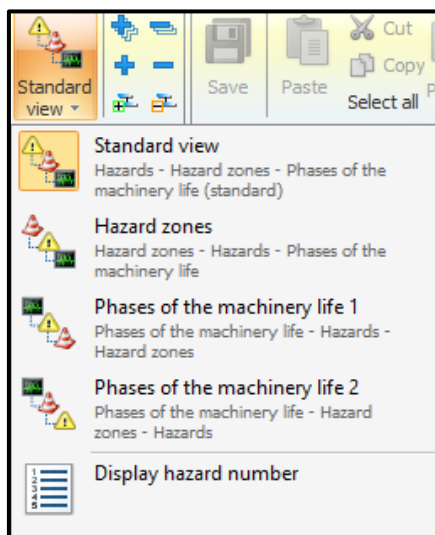 Standard
view
Save
Paste
Cut
Copy
Select all
Standard view
Hazards - Hazard zones - Phases of the
machinery life (standard)
Hazard zones
Hazard zones - Hazards - Phases of the
machinery life
Phases of the machinery life 1
Phases of the machinery life - Hazards -
Hazard zones
Phases of the machinery life 2
Phases of the machinery life - Hazard
zones - Hazards
Display hazard number